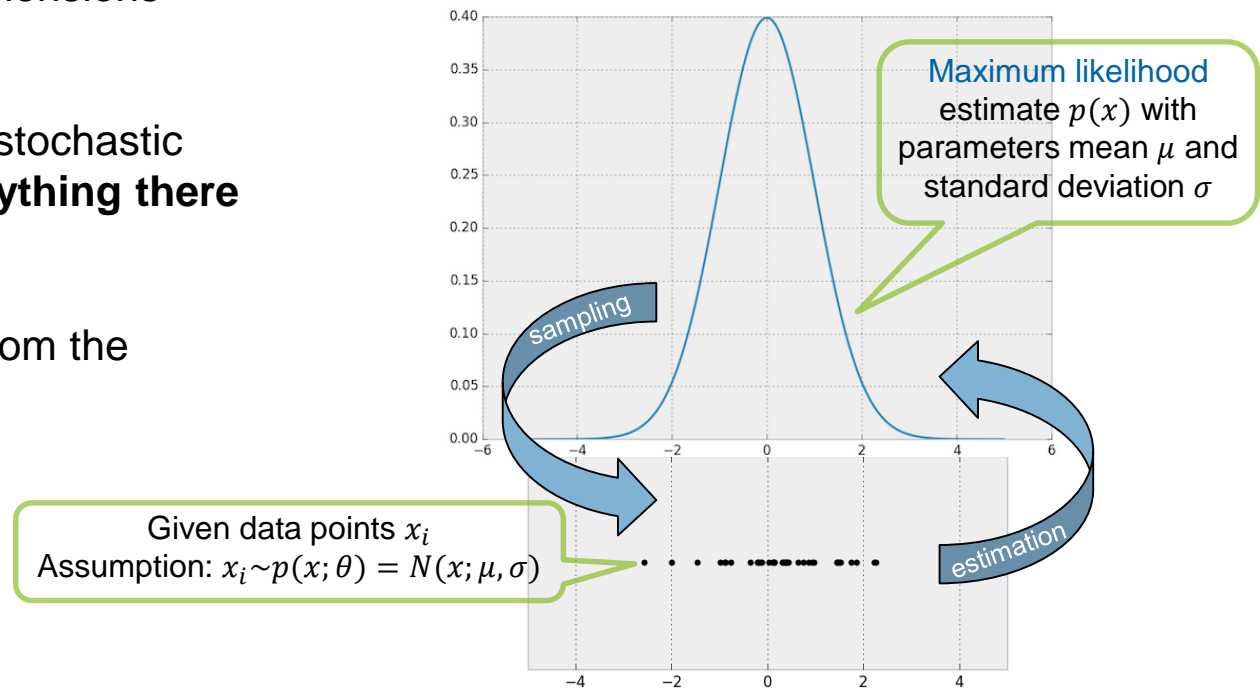 nensions
stochastic
ything there
om the
0.40
0.35
0.30
0.25
0.20
0.15
0.10
0.05
0.00
−6 −4 −2 0 2 4 6
Maximum likelihood
estimate 𝑝(𝑥) with
parameters mean 𝜇 and
standard deviation 𝜎
sampling
estimation
Given data points 𝑥ᵢ
Assumption: 𝑥ᵢ~𝑝(𝑥; 𝜃) = 𝑁(𝑥; 𝜇, 𝜎)
−4 −2 0 2 4